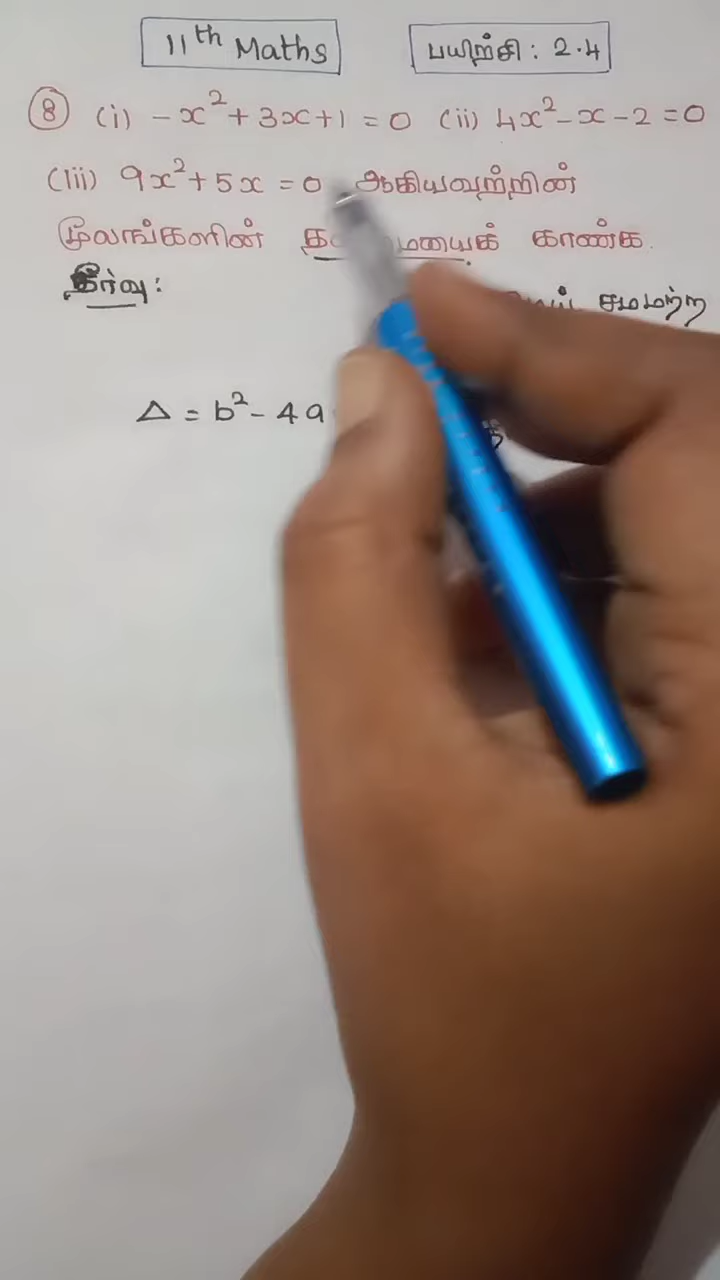 11th Maths பயிற்சி : 2.4
8 (i) -x² + 3x + 1 = 0 (ii) 4x² - x - 2 = 0
(iii) 9x² + 5x = 0 ஆகியவற்றின்
மூலங்களின் காண்க.
தீர்வு : சமமற்ற
Δ = b² - 4a